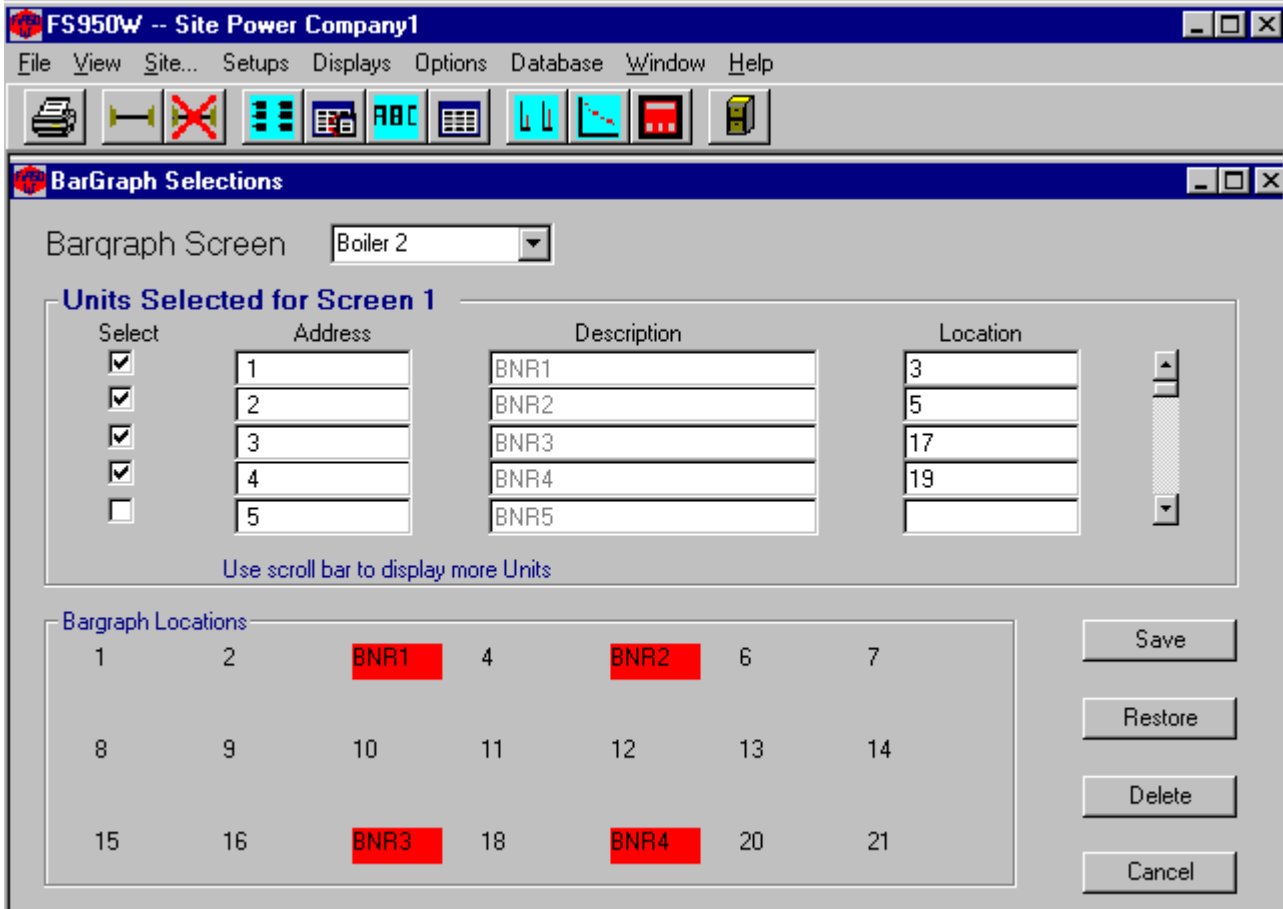 FS950W -- Site Power Company1
File View Site... Setups Displays Options Database Window Help
ABC
BarGraph Selections
Bargraph Screen Boiler 2
Units Selected for Screen 1
Select Address Description Location
1 BNR1 3
2 BNR2 5
3 BNR3 17
4 BNR4 19
5 BNR5
Use scroll bar to display more Units
Bargraph Locations
1 2 BNR1 4 BNR2 6 7
8 9 10 11 12 13 14
15 16 BNR3 18 BNR4 20 21
Save
Restore
Delete
Cancel